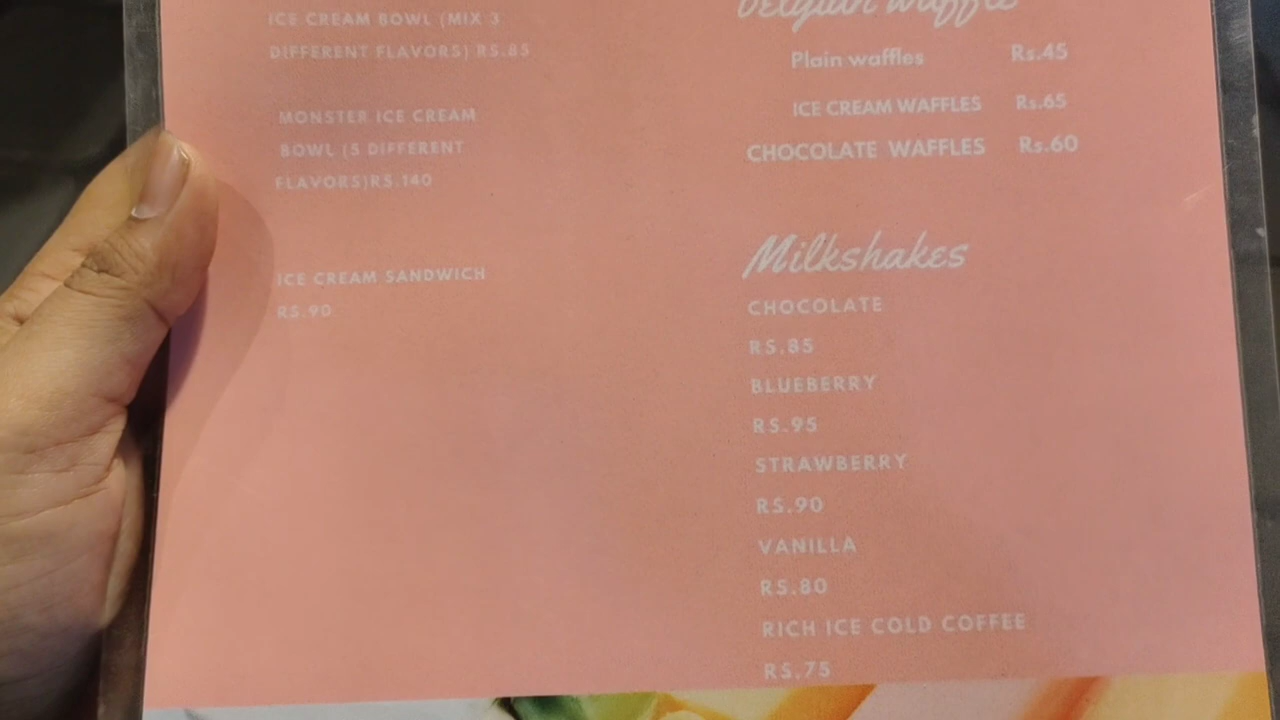 ICE CREAM BOWL (MIX 3
DIFFERENT FLAVORS) RS.85
MONSTER ICE CREAM
BOWL (5 DIFFERENT
FLAVORS)RS.140
ICE CREAM SANDWICH
RS.90
Belgian waffle
Plain waffles Rs.45
ICE CREAM WAFFLES Rs.65
CHOCOLATE WAFFLES Rs.60
Milkshakes
CHOCOLATE
RS.85
BLUEBERRY
RS.95
STRAWBERRY
RS.90
VANILLA
RS.80
RICH ICE COLD COFFEE
RS.75